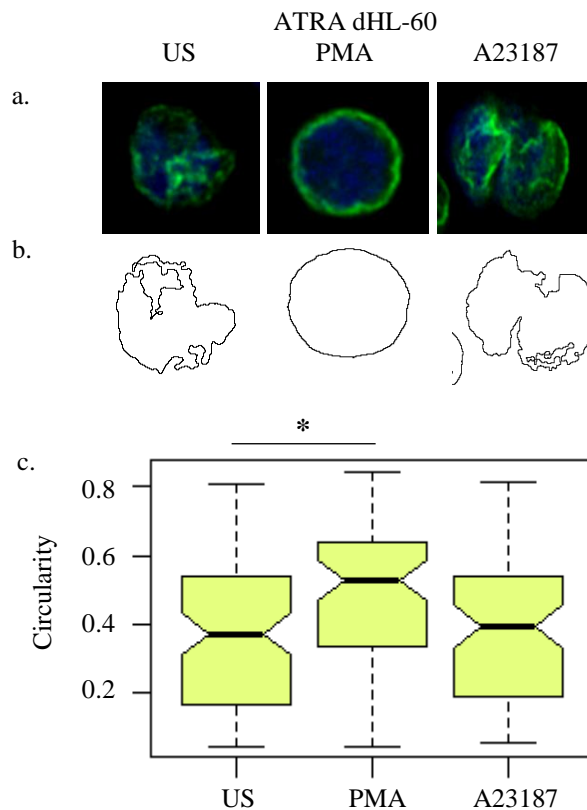 ATRA dHL-60
US PMA A23187
a.
b.
*
c.
0.8
0.6
0.4
0.2
Circularity
US PMA A23187